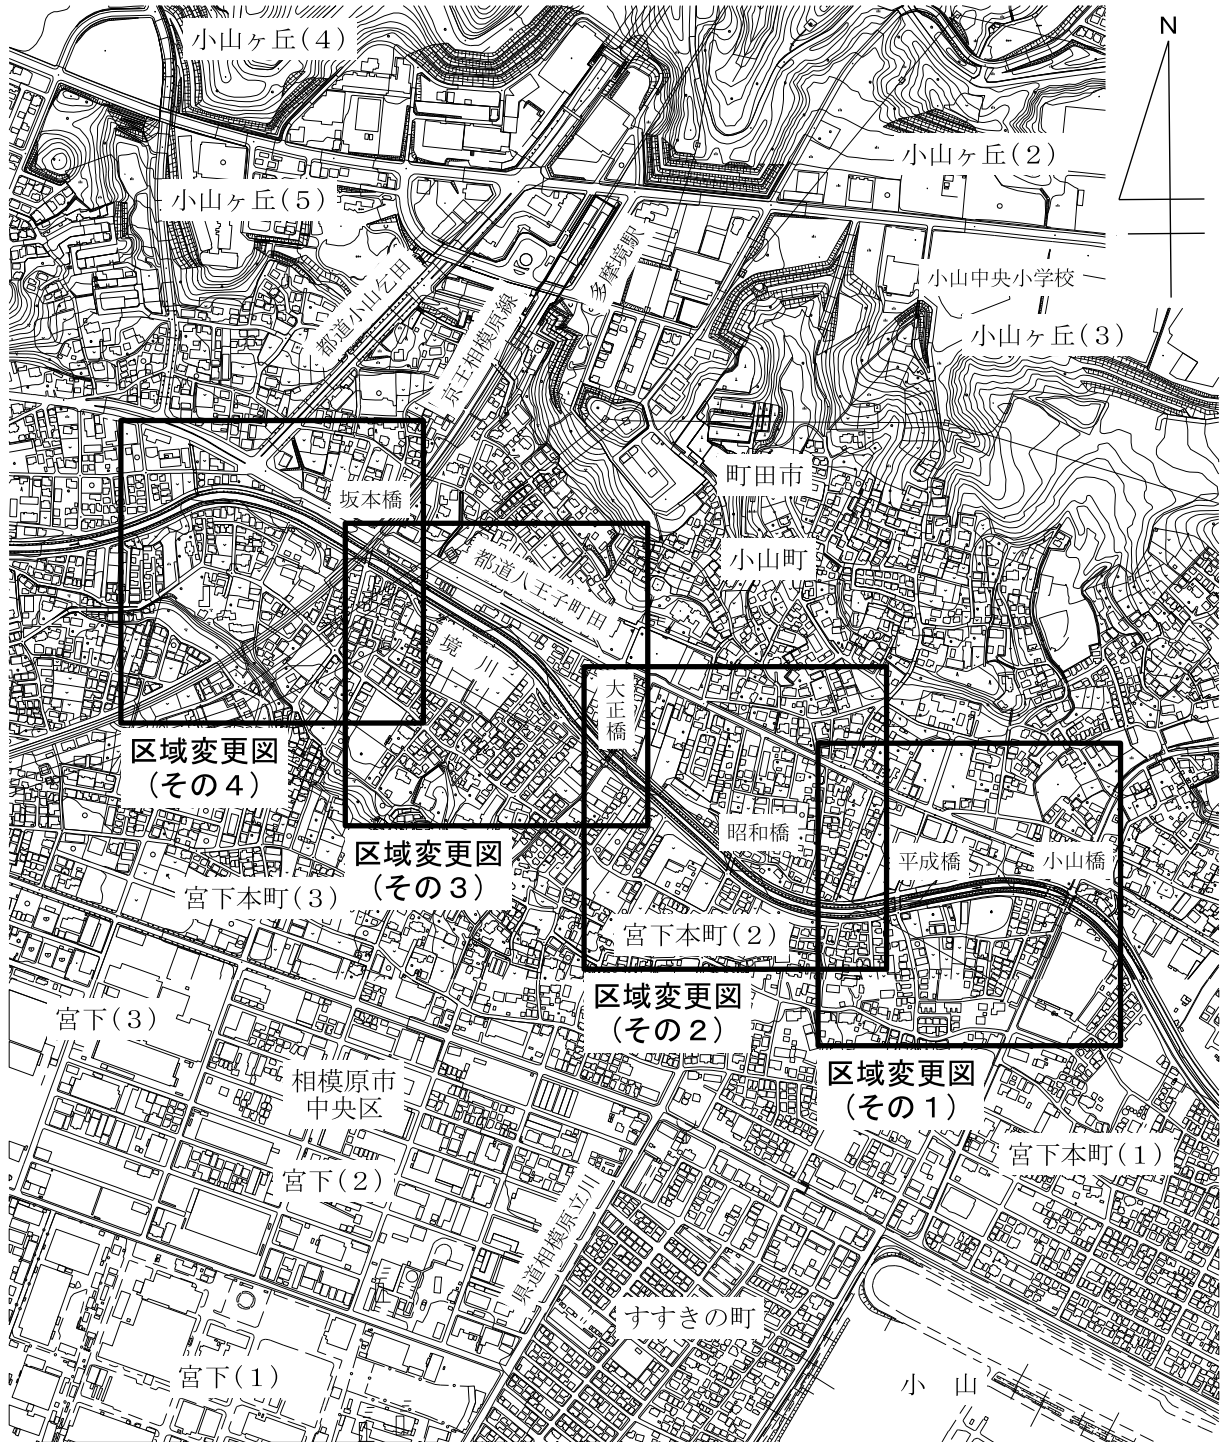 N
小山ヶ丘(4)
小山ヶ丘(2)
小山ヶ丘(5)
多摩境駅
小山中央小学校
都道小山乞田
京王相模原線
小山ヶ丘(3)
町田市
坂本橋
小山町
都道八王子町田
境 川
大正橋
区域変更図
(その4)
昭和橋
平成橋
小山橋
区域変更図
(その3)
宮下本町(3)
宮下本町(2)
区域変更図
(その2)
宮下(3)
区域変更図
(その1)
相模原市
中央区
宮下本町(1)
宮下(2)
県道相模原立川
すすきの町
宮下(1)
小 山